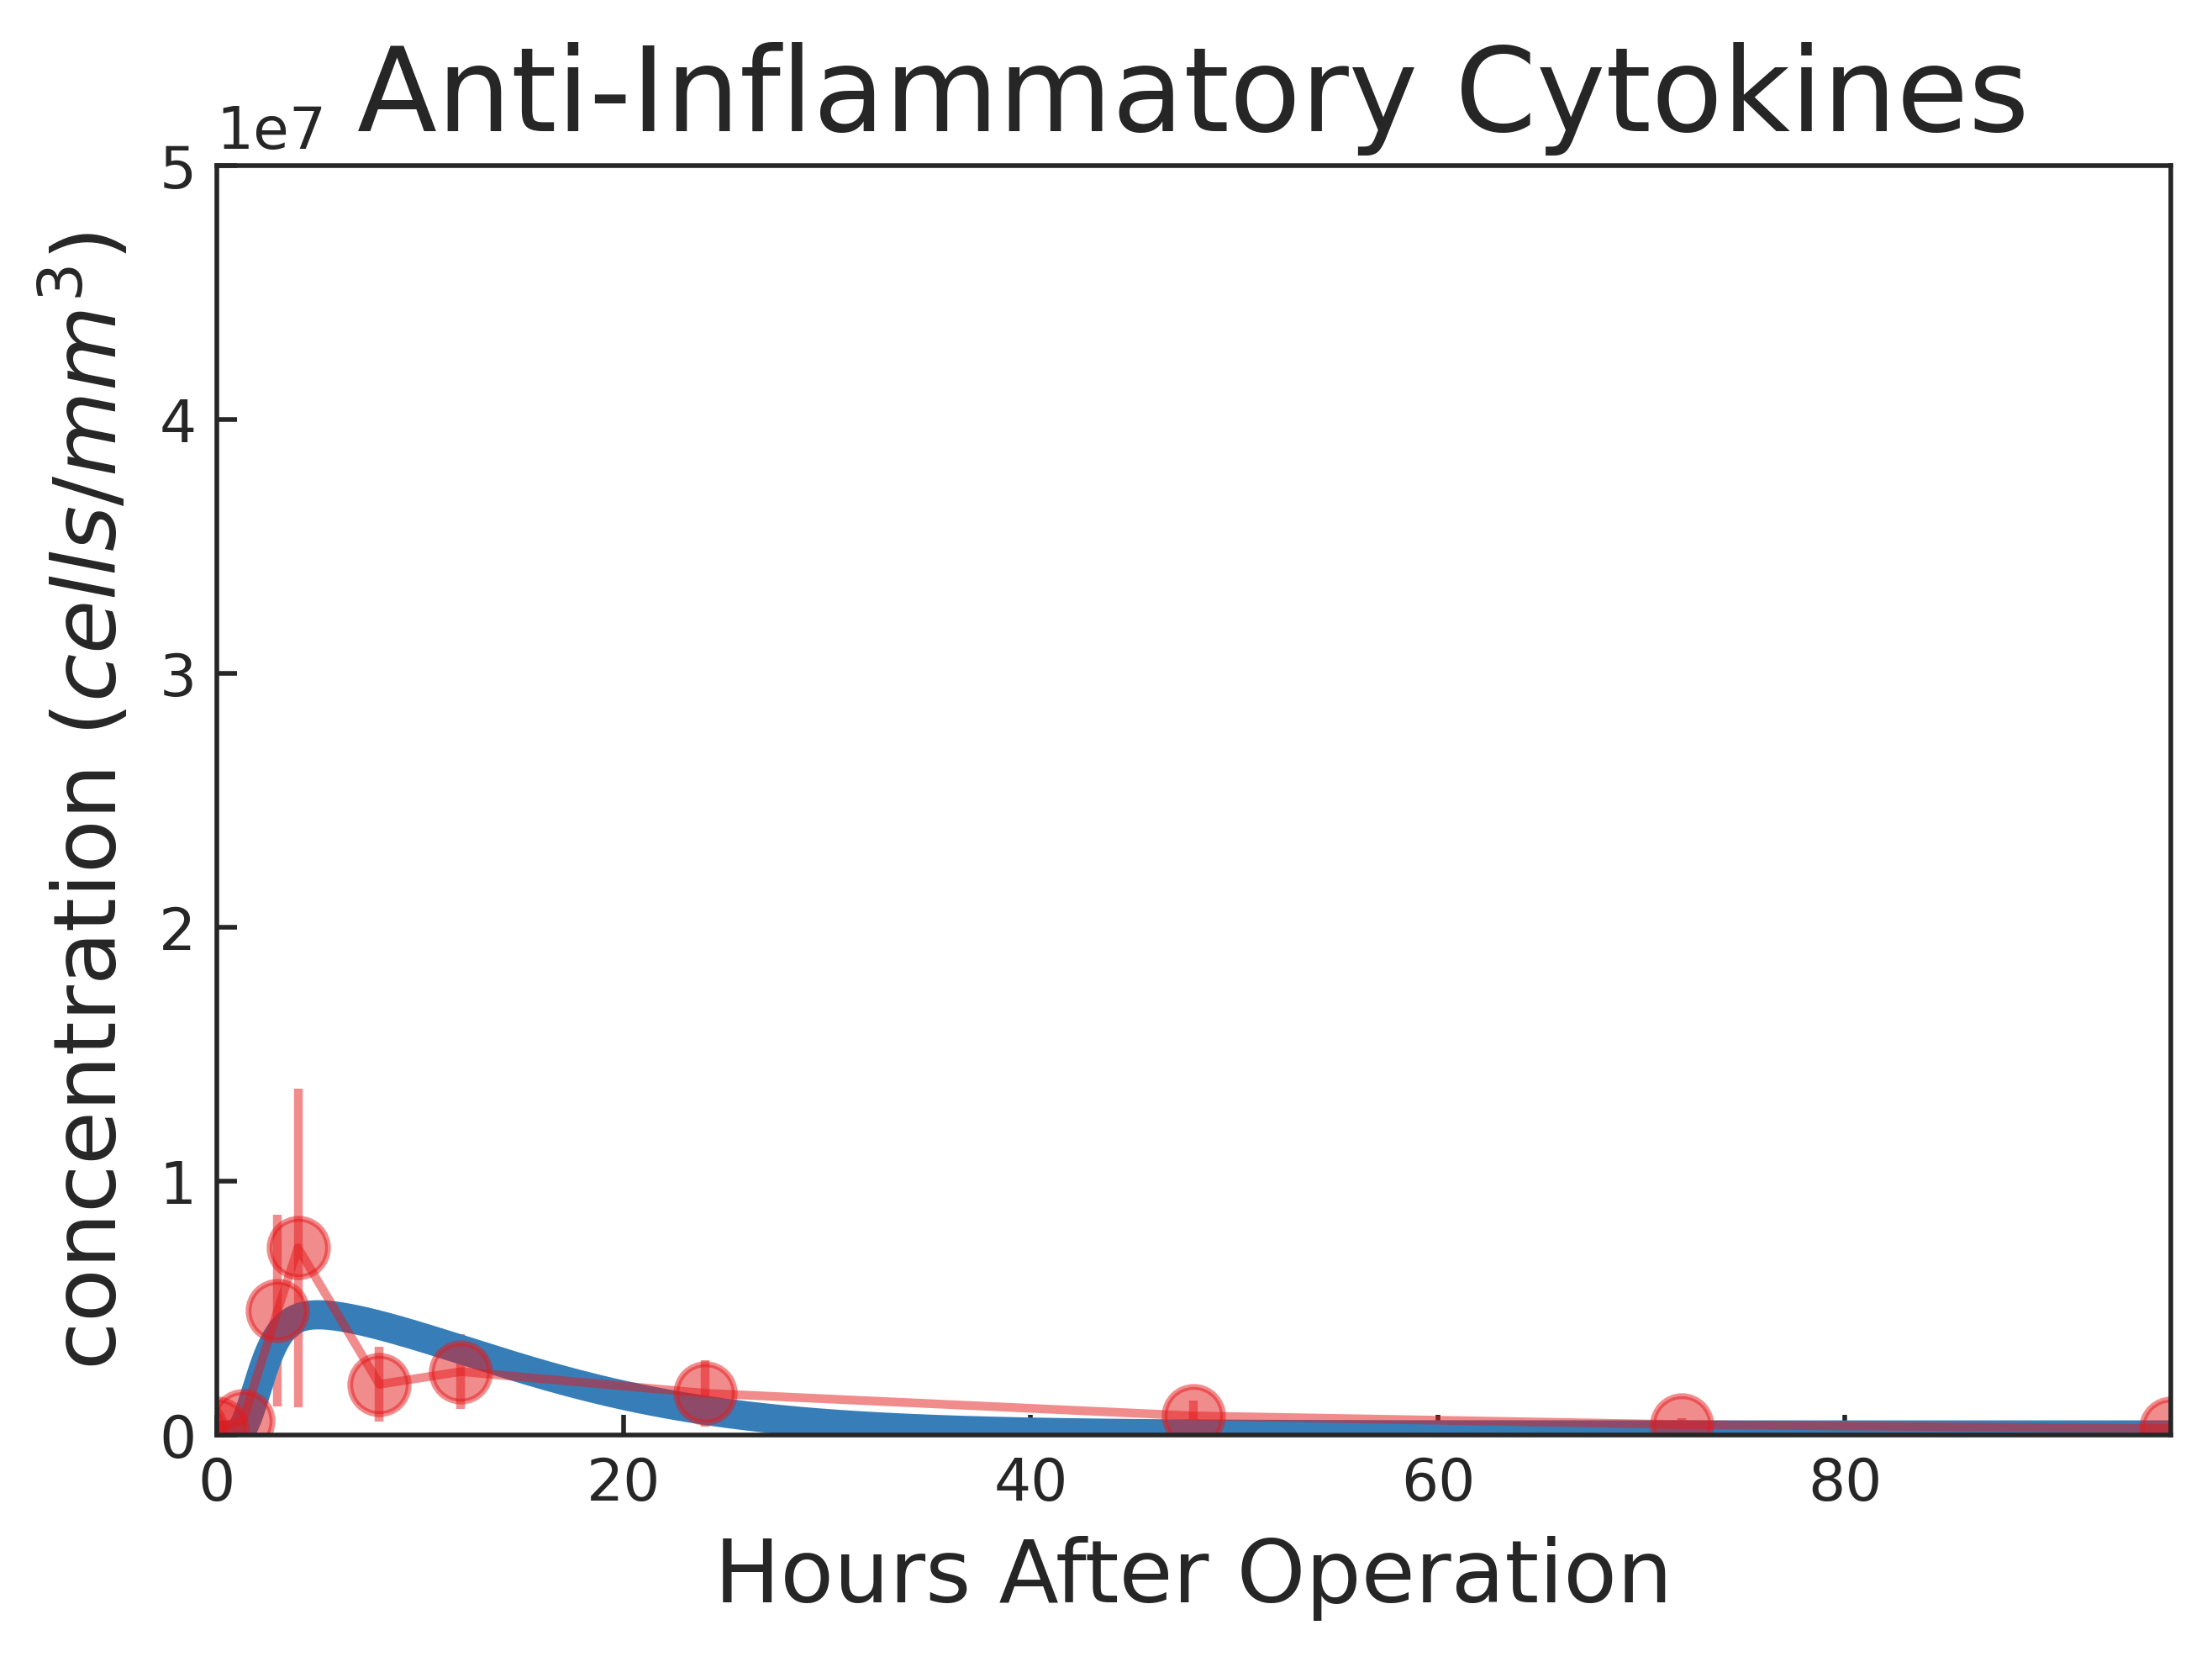 Anti-Inflammatory Cytokines
1e7
5
4
3
2
1
0
concentration (cells/mm³)
0 20 40 60 80
Hours After Operation